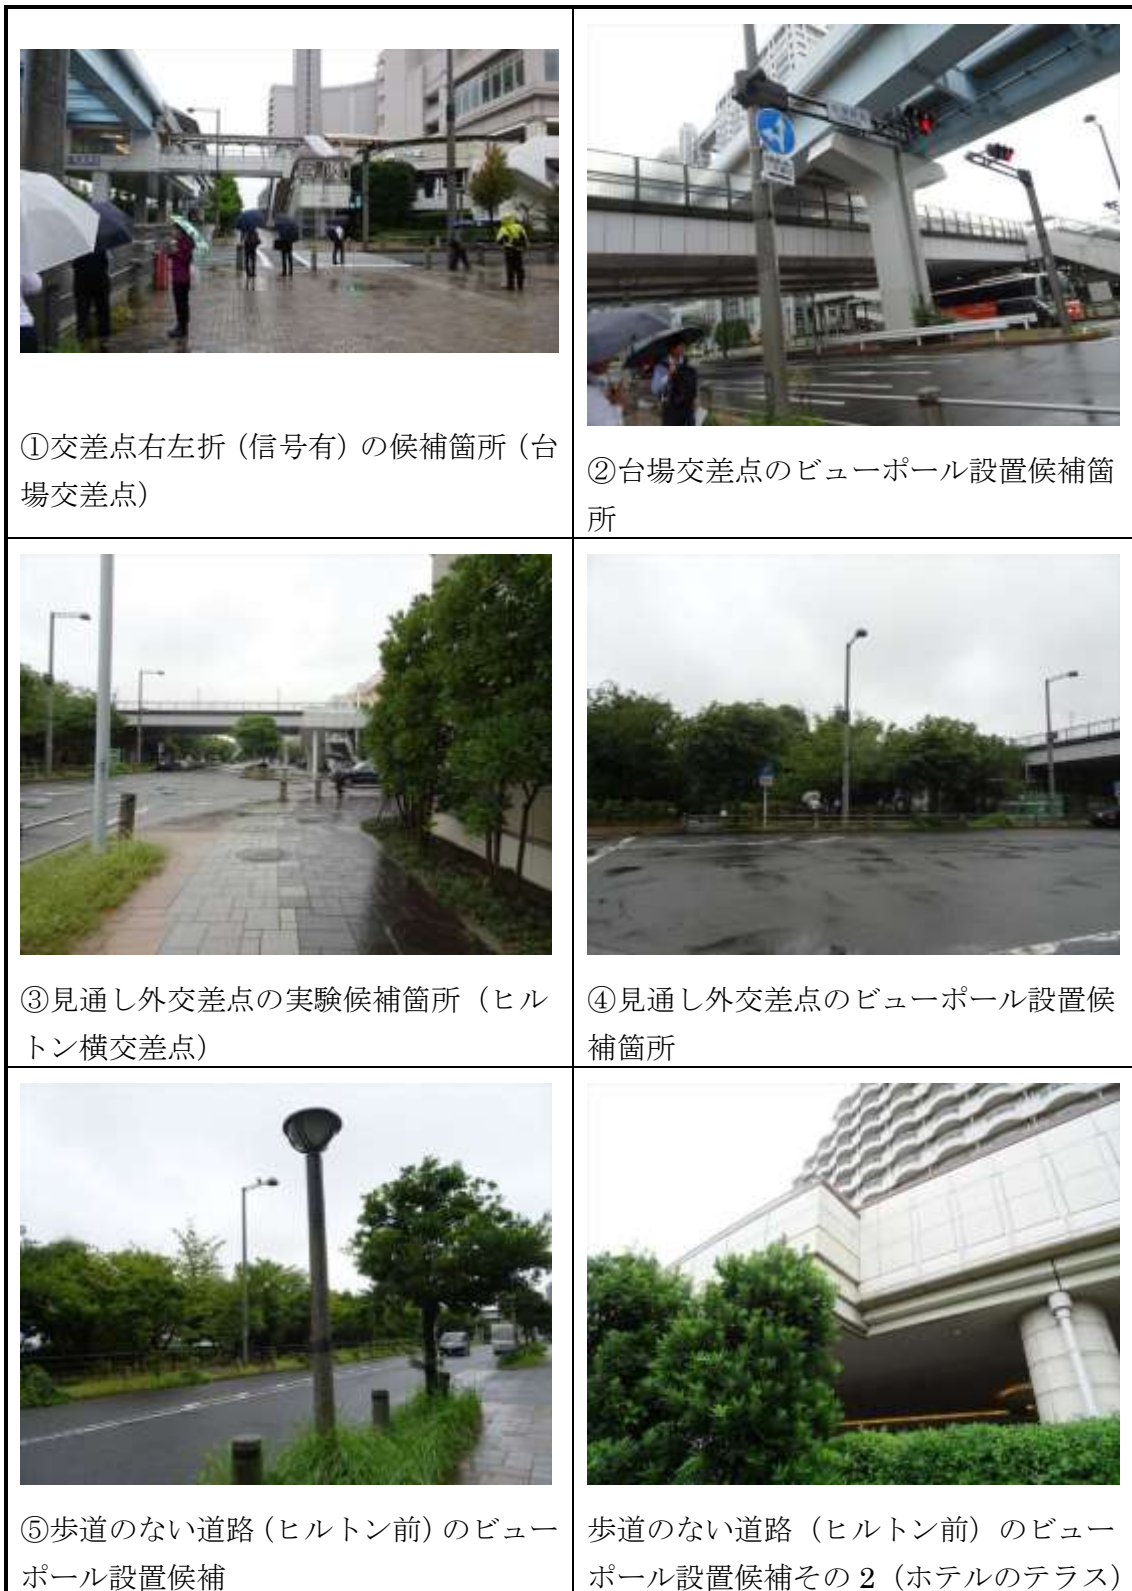 ①交差点右左折（信号有）の候補箇所（台
場交差点）
②台場交差点のビューポール設置候補箇
所
③見通し外交差点の実験候補箇所（ヒル
トン横交差点）
④見通し外交差点のビューポール設置候
補箇所
⑤歩道のない道路（ヒルトン前）のビュー
ポール設置候補
歩道のない道路（ヒルトン前）のビュー
ポール設置候補その 2（ホテルのテラス）